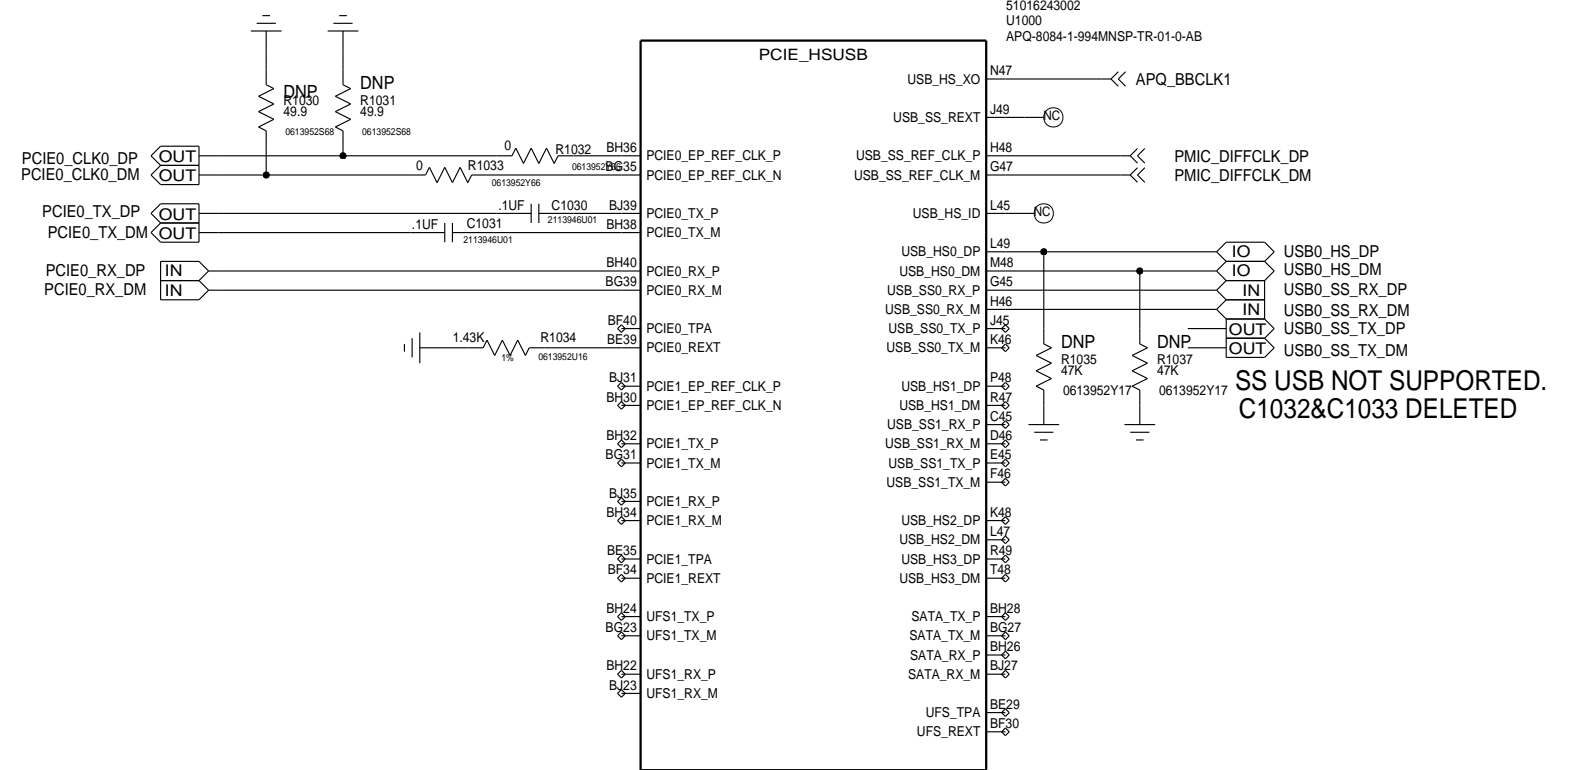 51016243002
U1000
APQ-8084-1-994MNSP-TR-01-0-AB
PCIE_HSUSB
USB_HS_XO N47 APQ_BBCLK1
DNP DNP
R1030 R1031
49.9 49.9
0613952S68 0613952S68
USB_SS_REXT J49 NC
PCIE0_CLK0_DP OUT 0 R1032 BH36 PCIE0_EP_REF_CLK_P USB_SS_REF_CLK_P H48 PMIC_DIFFCLK_DP
PCIE0_CLK0_DM OUT 0 R1033 BG35 PCIE0_EP_REF_CLK_N USB_SS_REF_CLK_M G47 PMIC_DIFFCLK_DM
0613952Y66
PCIE0_TX_DP OUT .1UF C1030 BJ39 PCIE0_TX_P USB_HS_ID L45 NC
2113946U01
PCIE0_TX_DM OUT .1UF C1031 BH38 PCIE0_TX_M
2113946U01
USB_HS0_DP L49 IO USB0_HS_DP
PCIE0_RX_DP IN BH40 PCIE0_RX_P USB_HS0_DM M48 IO USB0_HS_DM
PCIE0_RX_DM IN BG39 PCIE0_RX_M USB_SS0_RX_P G45 IN USB0_SS_RX_DP
USB_SS0_RX_M H46 IN USB0_SS_RX_DM
BF40 PCIE0_TPA USB_SS0_TX_P J45 OUT USB0_SS_TX_DP
1.43K R1034 BE39 PCIE0_REXT USB_SS0_TX_M K46 OUT USB0_SS_TX_DM
1% 0613952U16
DNP DNP
R1035 R1037
47K 47K
0613952Y17 0613952Y17
SS USB NOT SUPPORTED.
C1032&C1033 DELETED
BJ31 PCIE1_EP_REF_CLK_P USB_HS1_DP P48
BH30 PCIE1_EP_REF_CLK_N USB_HS1_DM R47
USB_SS1_RX_P C45
BH32 PCIE1_TX_P USB_SS1_RX_M D46
BG31 PCIE1_TX_M USB_SS1_TX_P E45
USB_SS1_TX_M F46
BJ35 PCIE1_RX_P
BH34 PCIE1_RX_M USB_HS2_DP K48
USB_HS2_DM L47
BE35 PCIE1_TPA USB_HS3_DP R49
BF34 PCIE1_REXT USB_HS3_DM T48
BH24 UFS1_TX_P SATA_TX_P BH28
BG23 UFS1_TX_M SATA_TX_M BG27
SATA_RX_P BH26
BH22 UFS1_RX_P SATA_RX_M BJ27
BJ23 UFS1_RX_M
UFS_TPA BE29
UFS_REXT BF30